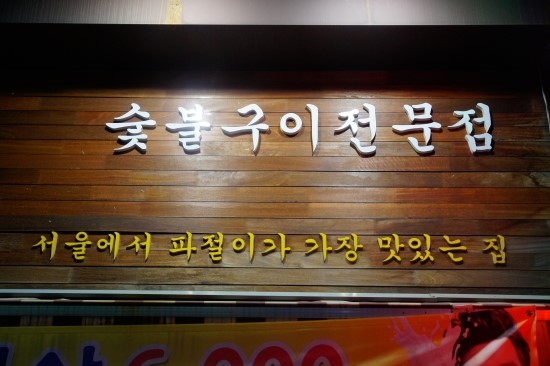 숯불구이전문점
서울에서 파절이가 가장 맛있는 집